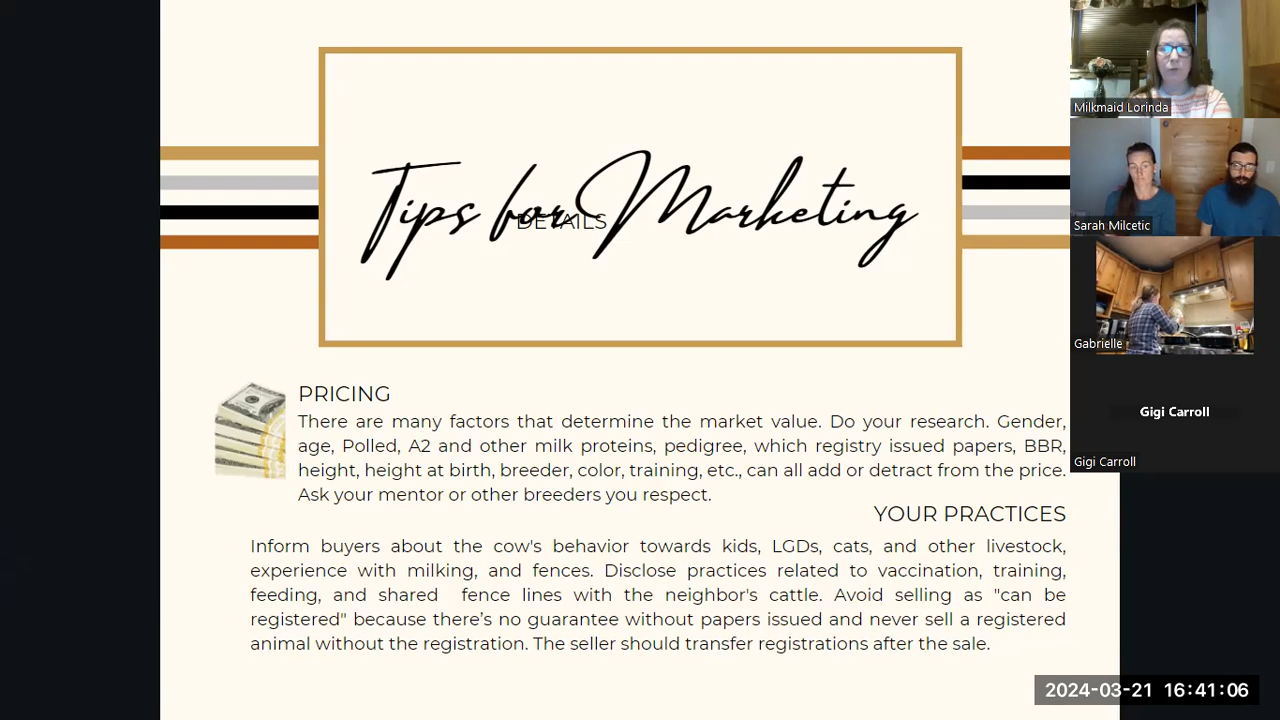 Tips for Marketing
DETAILS
PRICING
There are many factors that determine the market value. Do your research. Gender,
age, Polled, A2 and other milk proteins, pedigree, which registry issued papers, BBR,
height, height at birth, breeder, color, training, etc., can all add or detract from the price.
Ask your mentor or other breeders you respect.
YOUR PRACTICES
Inform buyers about the cow's behavior towards kids, LGDs, cats, and other livestock,
experience with milking, and fences. Disclose practices related to vaccination, training,
feeding, and shared fence lines with the neighbor's cattle. Avoid selling as "can be
registered" because there’s no guarantee without papers issued and never sell a registered
animal without the registration. The seller should transfer registrations after the sale.
Milkmaid Lorinda
Sarah Milcetic
Gabrielle
Gigi Carroll
Gigi Carroll
2024-03-21 16:41:06